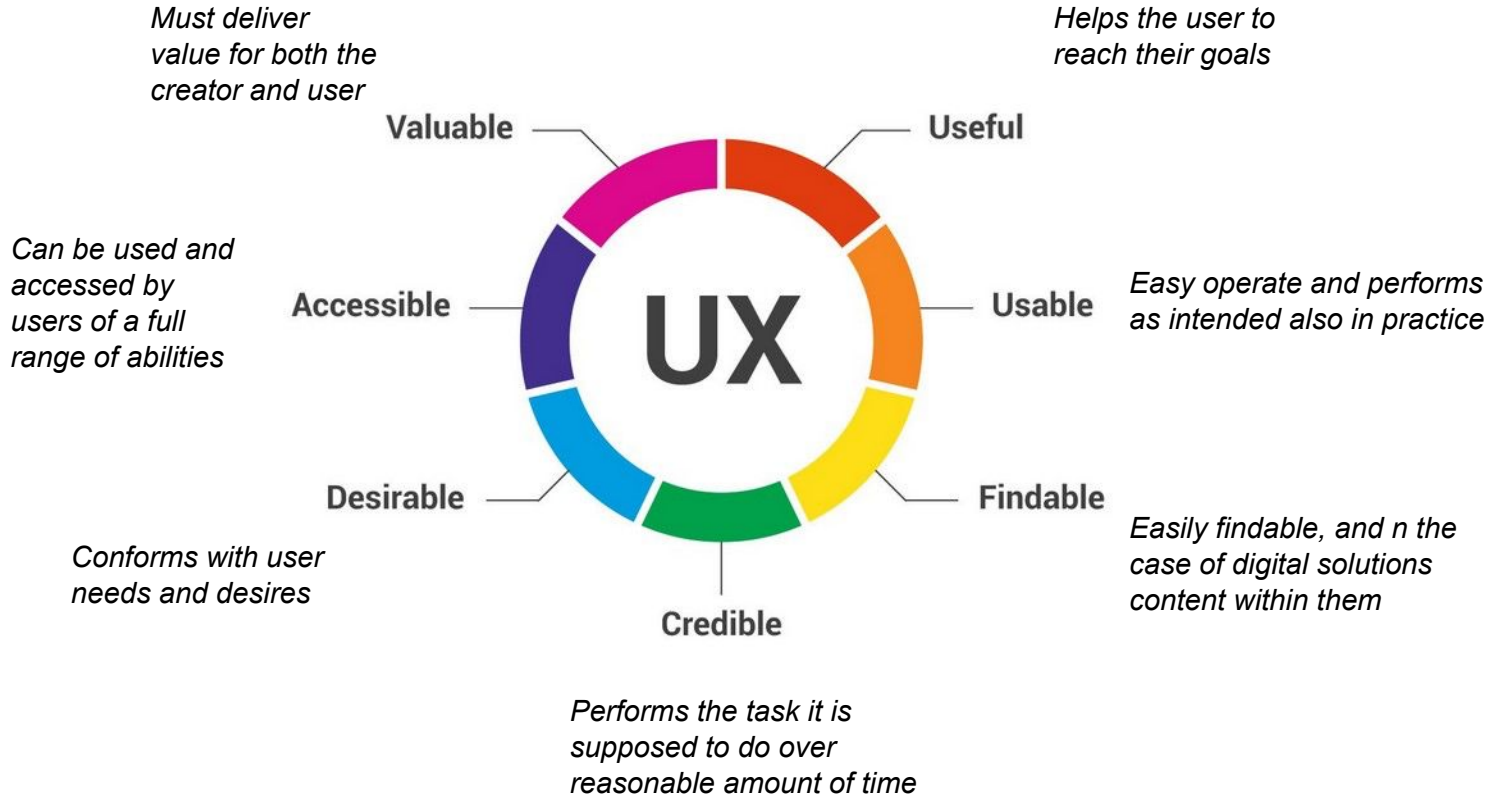 Must deliver
value for both the
creator and user
Helps the user to
reach their goals
Valuable
Useful
Can be used and
accessed by
users of a full
range of abilities
Accessible
UX
Usable
Easy operate and performs
as intended also in practice
Desirable
Findable
Conforms with user
needs and desires
Easily findable, and n the
case of digital solutions
content within them
Credible
Performs the task it is
supposed to do over
reasonable amount of time